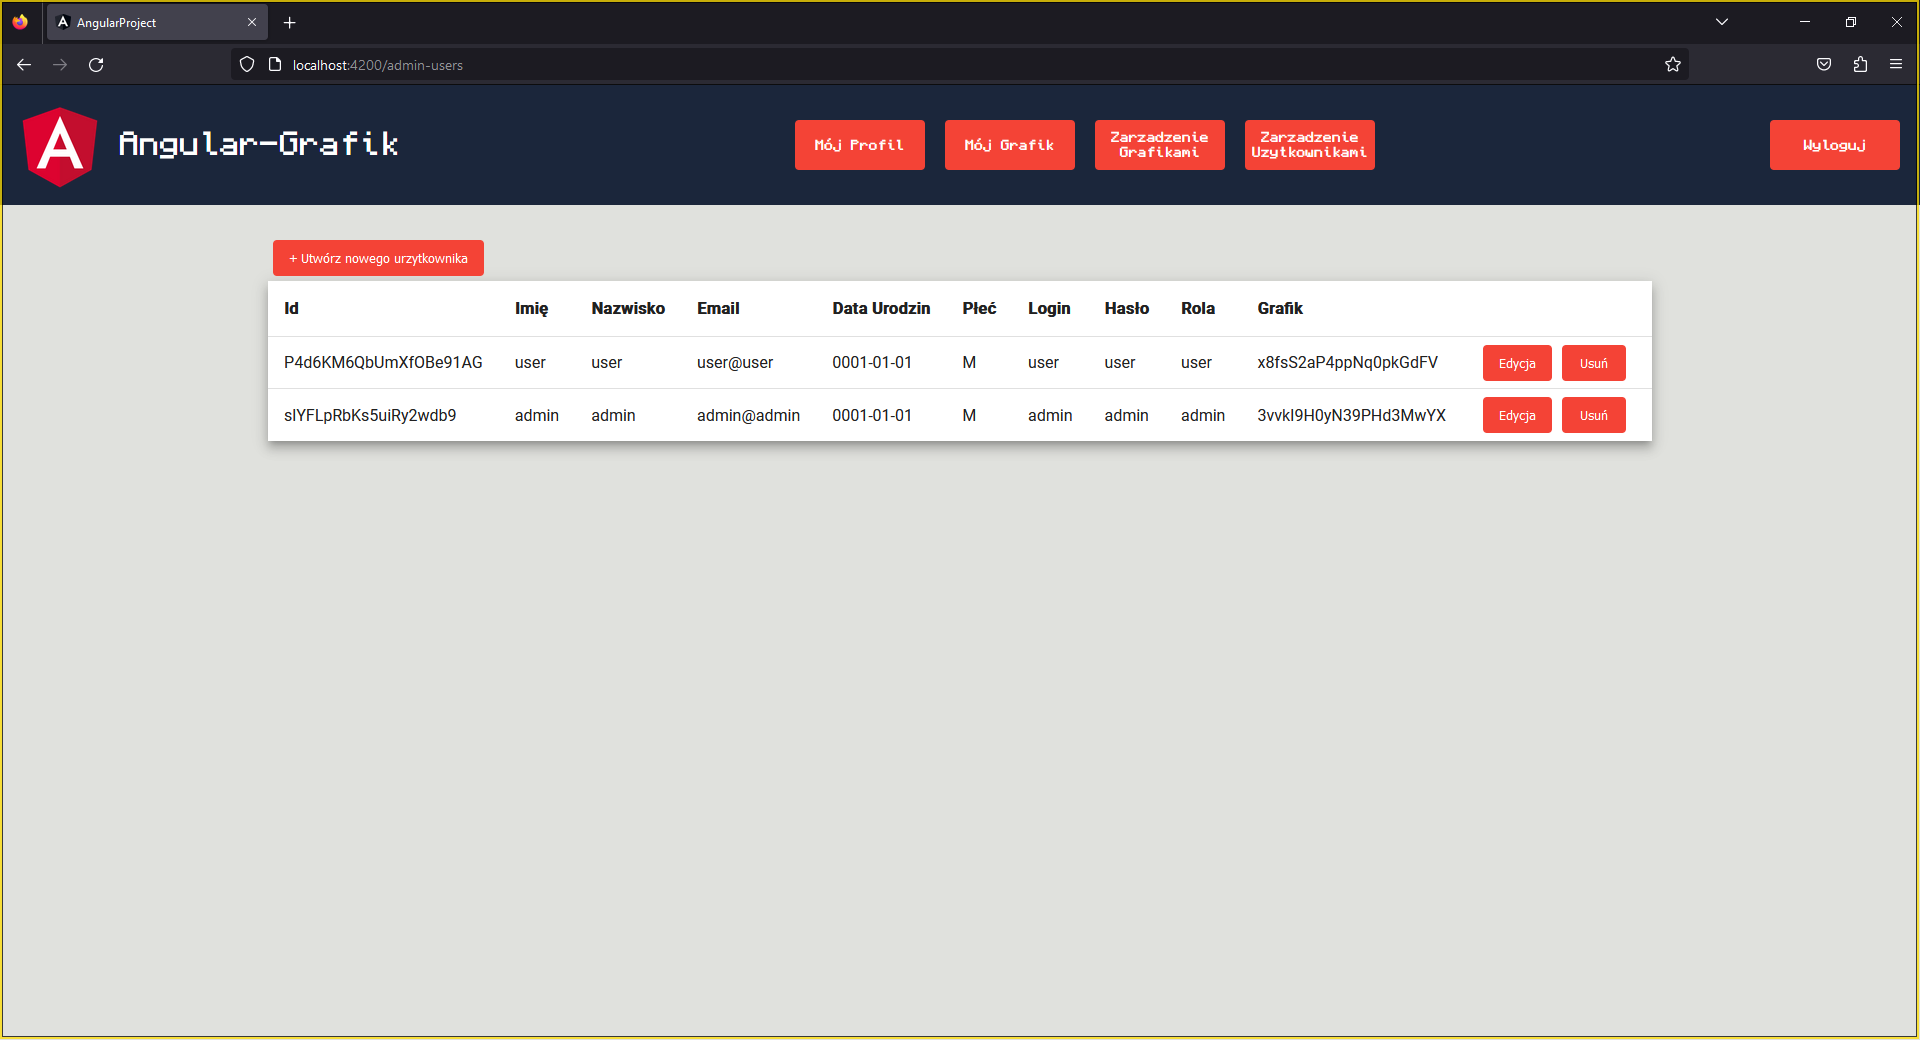 AngularProject
localhost:4200/admin-users
Angular-Grafik
Mój Profil
Mój Grafik
Zarzadzenie
Grafikami
Zarzadzenie
Uzytkownikami
Wyloguj
+ Utwórz nowego urzytkownika
Id Imię Nazwisko Email Data Urodzin Płeć Login Hasło Rola Grafik
P4d6KM6QbUmXfOBe91AG user user user@user 0001-01-01 M user user user x8fsS2aP4ppNq0pkGdFV Edycja Usuń
slYFLpRbKs5uiRy2wdb9 admin admin admin@admin 0001-01-01 M admin admin admin 3vvkI9H0yN39PHd3MwYX Edycja Usuń